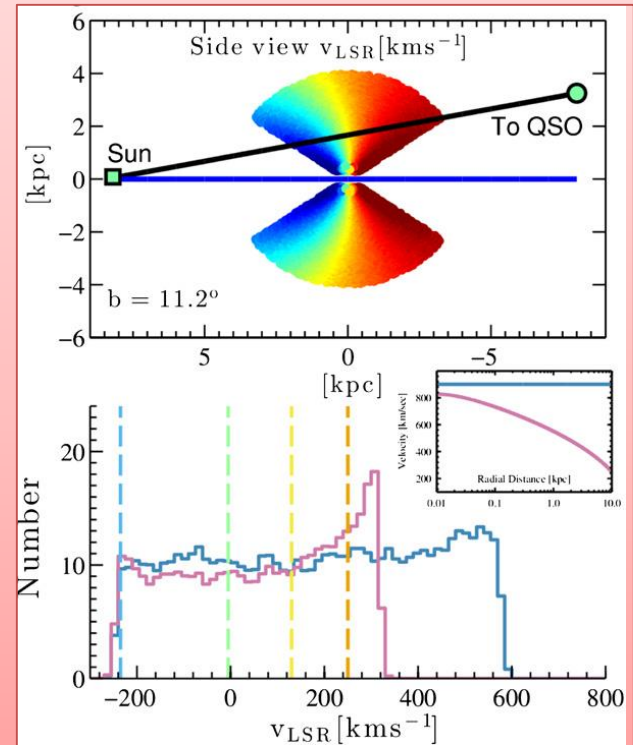 6
Side view v_LSR [kms⁻¹]
4
To QSO
2
Sun
0
[kpc]
−2
−4
b = 11.2°
−6
5 0 −5
[kpc]
20
10
0
Number
−200 0 200 400 600 800
v_LSR [kms⁻¹]
800
600
400
200
Velocity [km/sec]
Radial Distance [kpc]
0.01 0.1 1.0 10.0